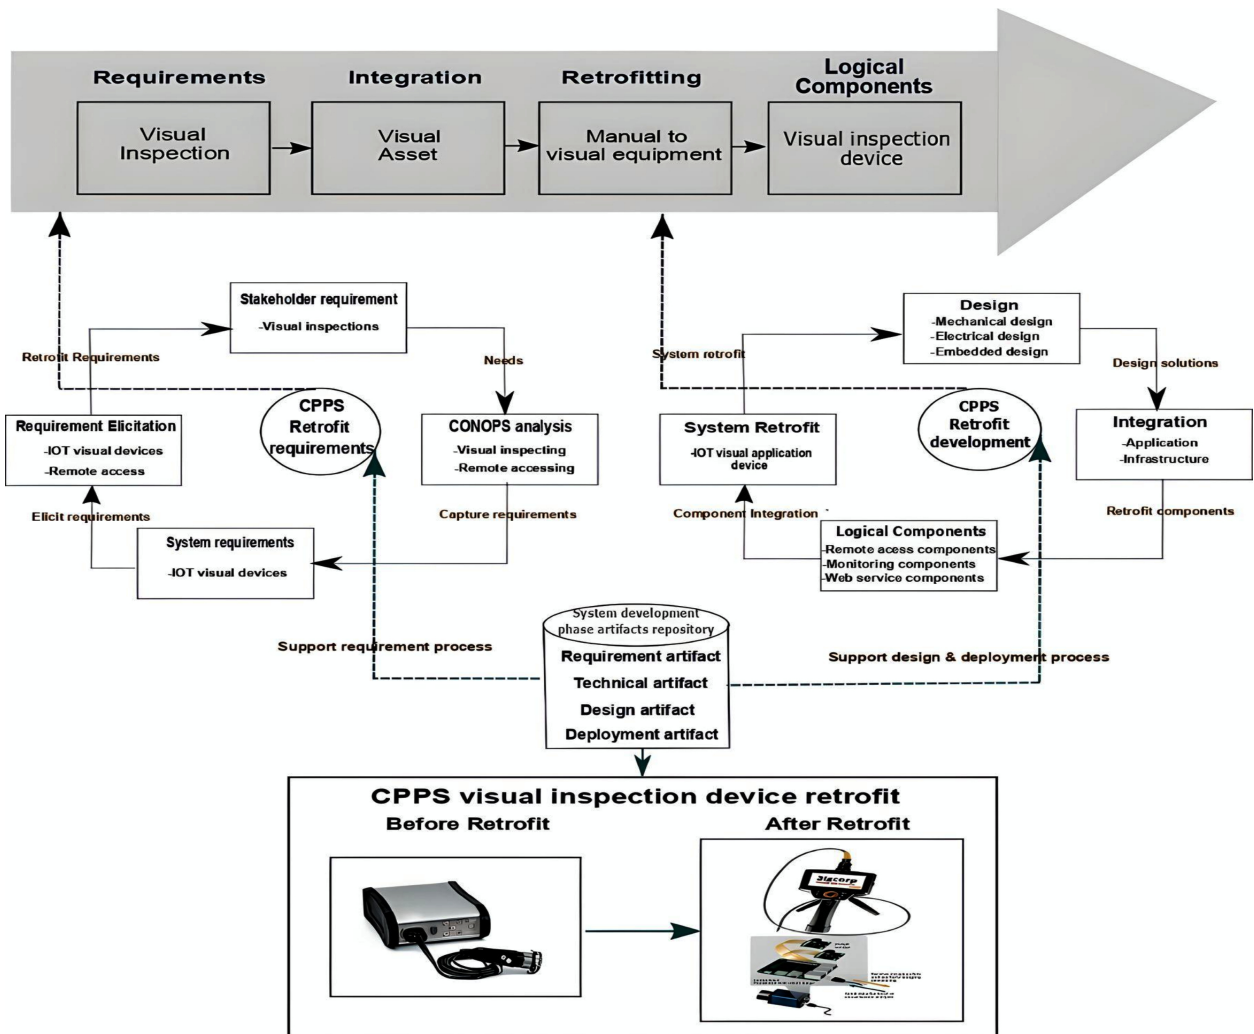 Requirements
Integration
Retrofitting
Logical
Components
Visual
Inspection
Visual
Asset
Manual to
visual equipment
Visual inspection
device
Stakeholder requirement
-Visual inspections
Retrofit Requirements
Needs
CPPS
Retrofit
requirements
Requirement Elicitation
-IOT visual devices
-Remote access
CONOPS analysis
-Visual inspecting
-Remote accessing
Elicit requirements
Capture requirements
System requirements
-IOT visual devices
Design
-Mechanical design
-Electrical design
-Embedded design
System retrofit
Design solutions
CPPS
Retrofit
development
System Retrofit
-IOT visual application
device
Integration
-Application
-Infrastructure
Component Integration
Retrofit components
Logical Components
-Remote acess components
-Monitoring components
-Web service components
System development
phase artifacts repository
Requirement artifact
Technical artifact
Design artifact
Deployment artifact
Support requirement process
Support design & deployment process
CPPS visual inspection device retrofit
Before Retrofit
After Retrofit